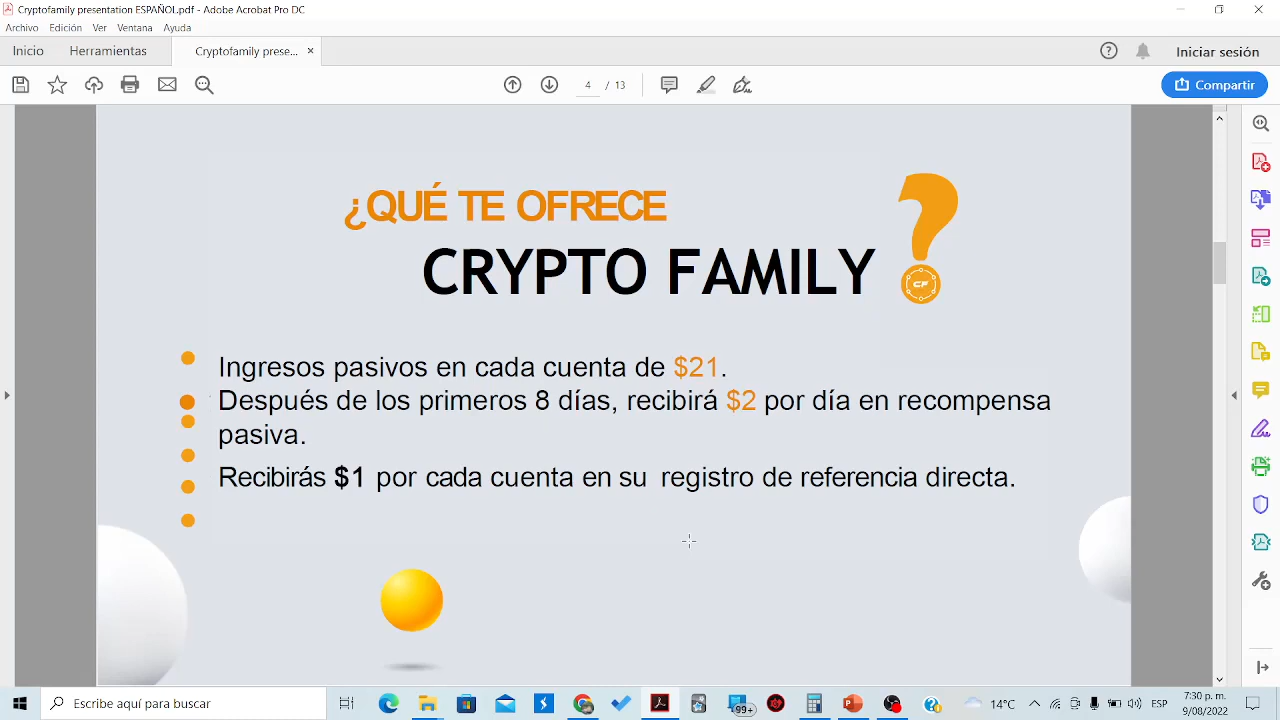 Cryptofamily presentation ESPAÑOL.pdf - Adobe Acrobat Pro DC
Archivo Edición Ver Ventana Ayuda
Inicio Herramientas Cryptofamily prese... × Iniciar sesión
4 / 13 Compartir
¿QUÉ TE OFRECE
CRYPTO FAMILY
CF
Ingresos pasivos en cada cuenta de $21.
Después de los primeros 8 días, recibirá $2 por día en recompensa
pasiva.
Recibirás $1 por cada cuenta en su registro de referencia directa.
Escribe aquí para buscar
99+
14°C
ESP
7:30 p. m.
9/08/2022